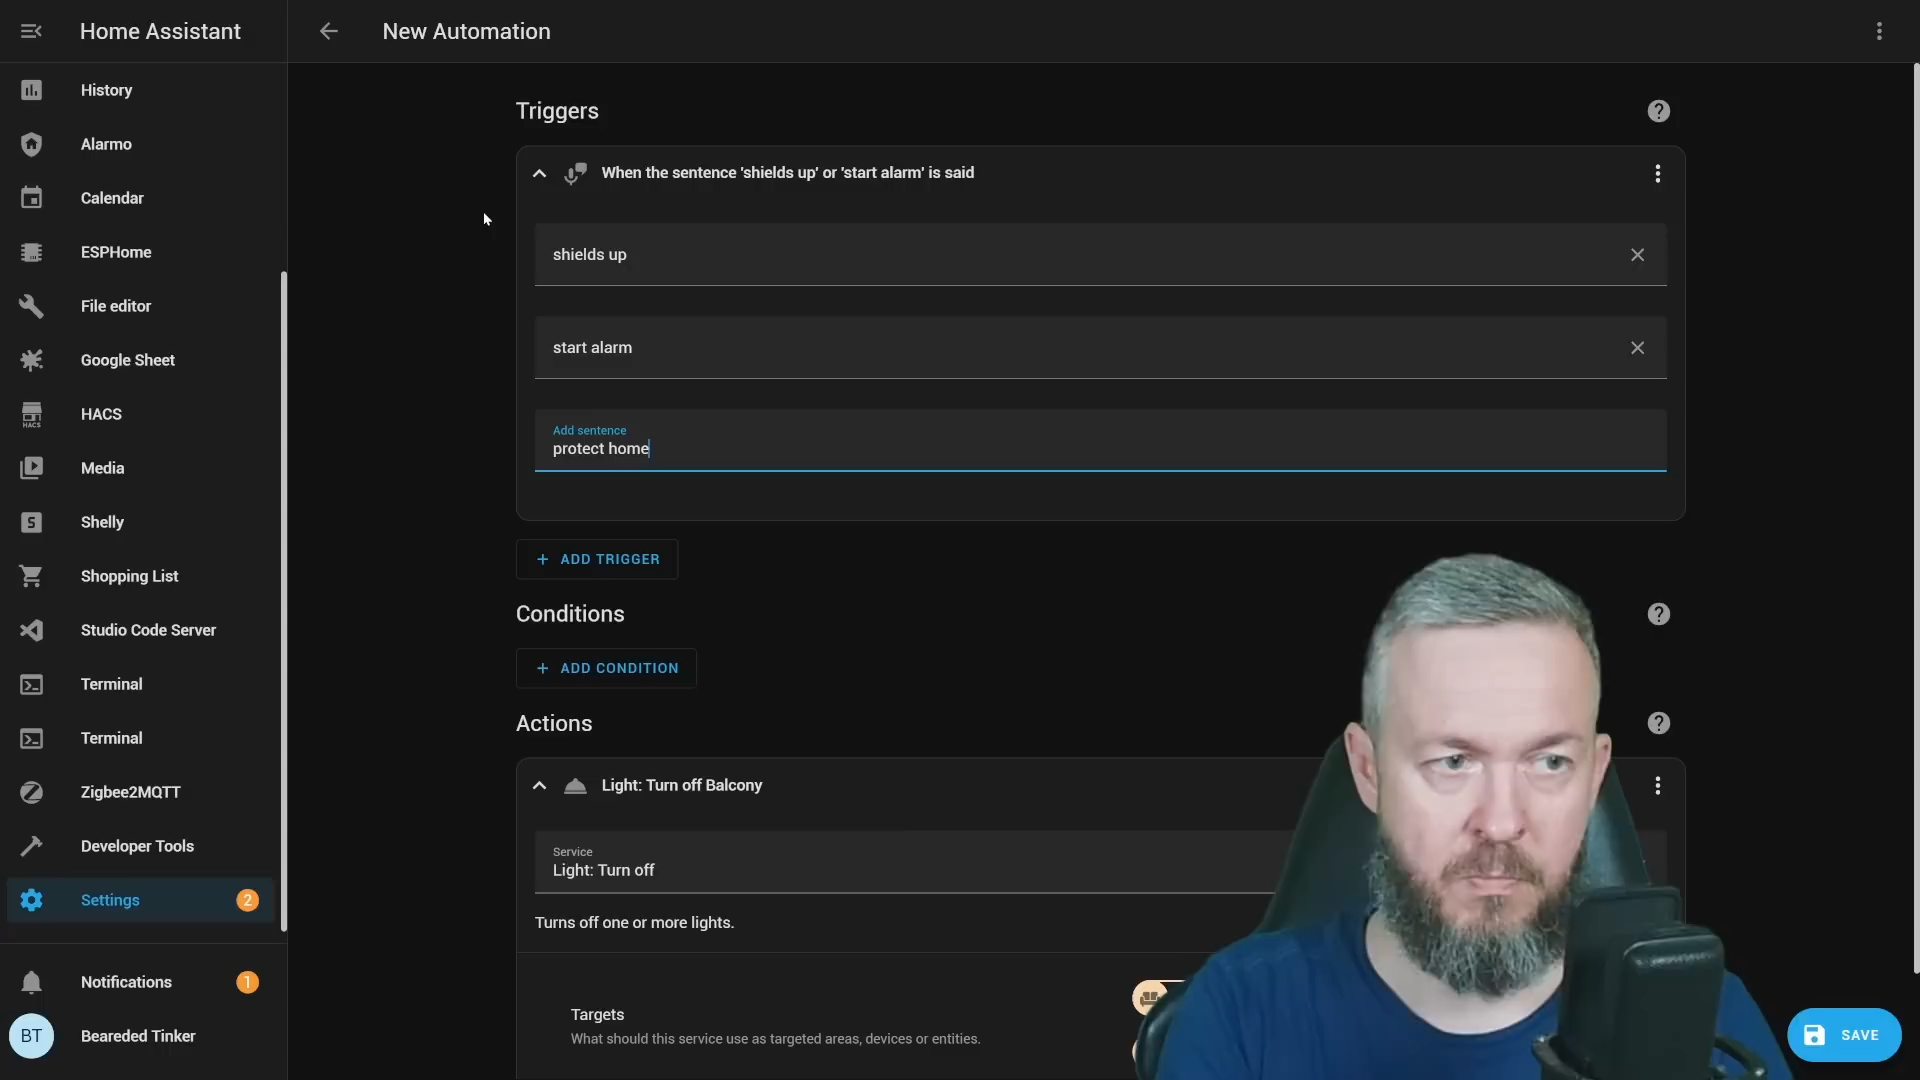 Home Assistant
New Automation
History
Alarmo
Calendar
ESPHome
File editor
Google Sheet
HACS
HACS
Media
Shelly
Shopping List
Studio Code Server
Terminal
Terminal
Zigbee2MQTT
Developer Tools
Settings
2
Notifications
1
BT
Bearded Tinker
Triggers
When the sentence 'shields up' or 'start alarm' is said
shields up
start alarm
Add sentence
protect home
ADD TRIGGER
Conditions
ADD CONDITION
Actions
Light: Turn off Balcony
Service
Light: Turn off
Turns off one or more lights.
Targets
What should this service use as targeted areas, devices or entities.
SAVE